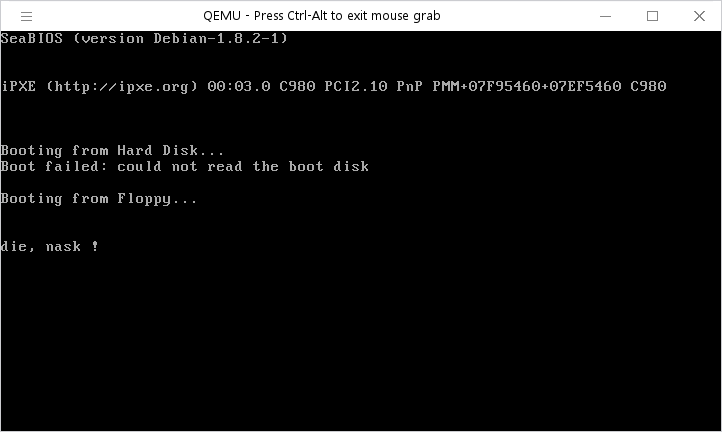 QEMU - Press Ctrl-Alt to exit mouse grab
SeaBIOS (version Debian-1.8.2-1)
iPXE (http://ipxe.org) 00:03.0 C980 PCI2.10 PnP PMM+07F95460+07EF5460 C980
Booting from Hard Disk...
Boot failed: could not read the boot disk
Booting from Floppy...
die, nask !